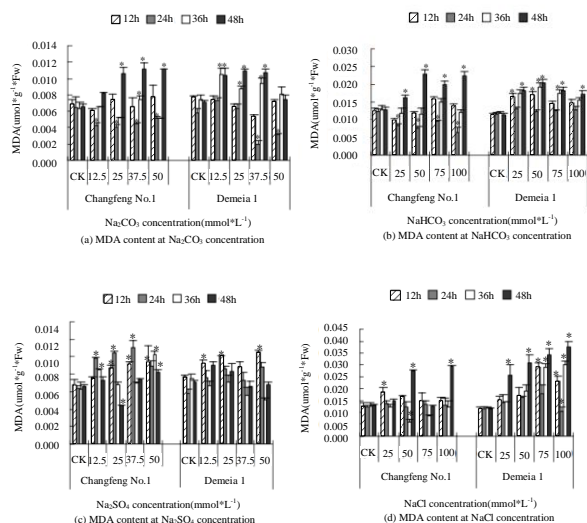 12h 24h 36h 48h
MDA(umol*g⁻¹*Fw)
0.014
0.012
0.010
0.008
0.006
0.004
0.002
0.000
* ** * * * * * * * * *
CK 12.5 25 37.5 50 CK 12.5 25 37.5 50
Changfeng No.1 Demeia 1
Na₂CO₃ concentration(mmol*L⁻¹)
(a) MDA content at Na₂CO₃ concentration
12h 24h 36h 48h
MDA(umol*g⁻¹*Fw)
0.030
0.025
0.020
0.015
0.010
0.005
0.000
CK 25 50 75 100 CK 25 50 75 100
Changfeng No.1 Demeia 1
NaHCO₃ concentration(mmol*L⁻¹)
(b) MDA content at NaHCO₃ concentration
12h 24h 36h 48h
MDA(umol*g⁻¹*Fw)
0.014
0.012
0.010
0.008
0.006
0.004
0.002
0.000
CK 12.5 25 37.5 50 CK 12.5 25 37.5 50
Changfeng No.1 Demeia 1
Na₂SO₄ concentration(mmol*L⁻¹)
(c) MDA content at Na₂SO₄ concentration
12h 24h 36h 48h
MDA(umol*g⁻¹*Fw)
0.045
0.040
0.035
0.030
0.025
0.020
0.015
0.010
0.005
0.000
CK 25 50 75 100 CK 25 50 75 100
Changfeng No.1 Demeia 1
NaCl concentration(mmol*L⁻¹)
(d) MDA content at NaCl concentration